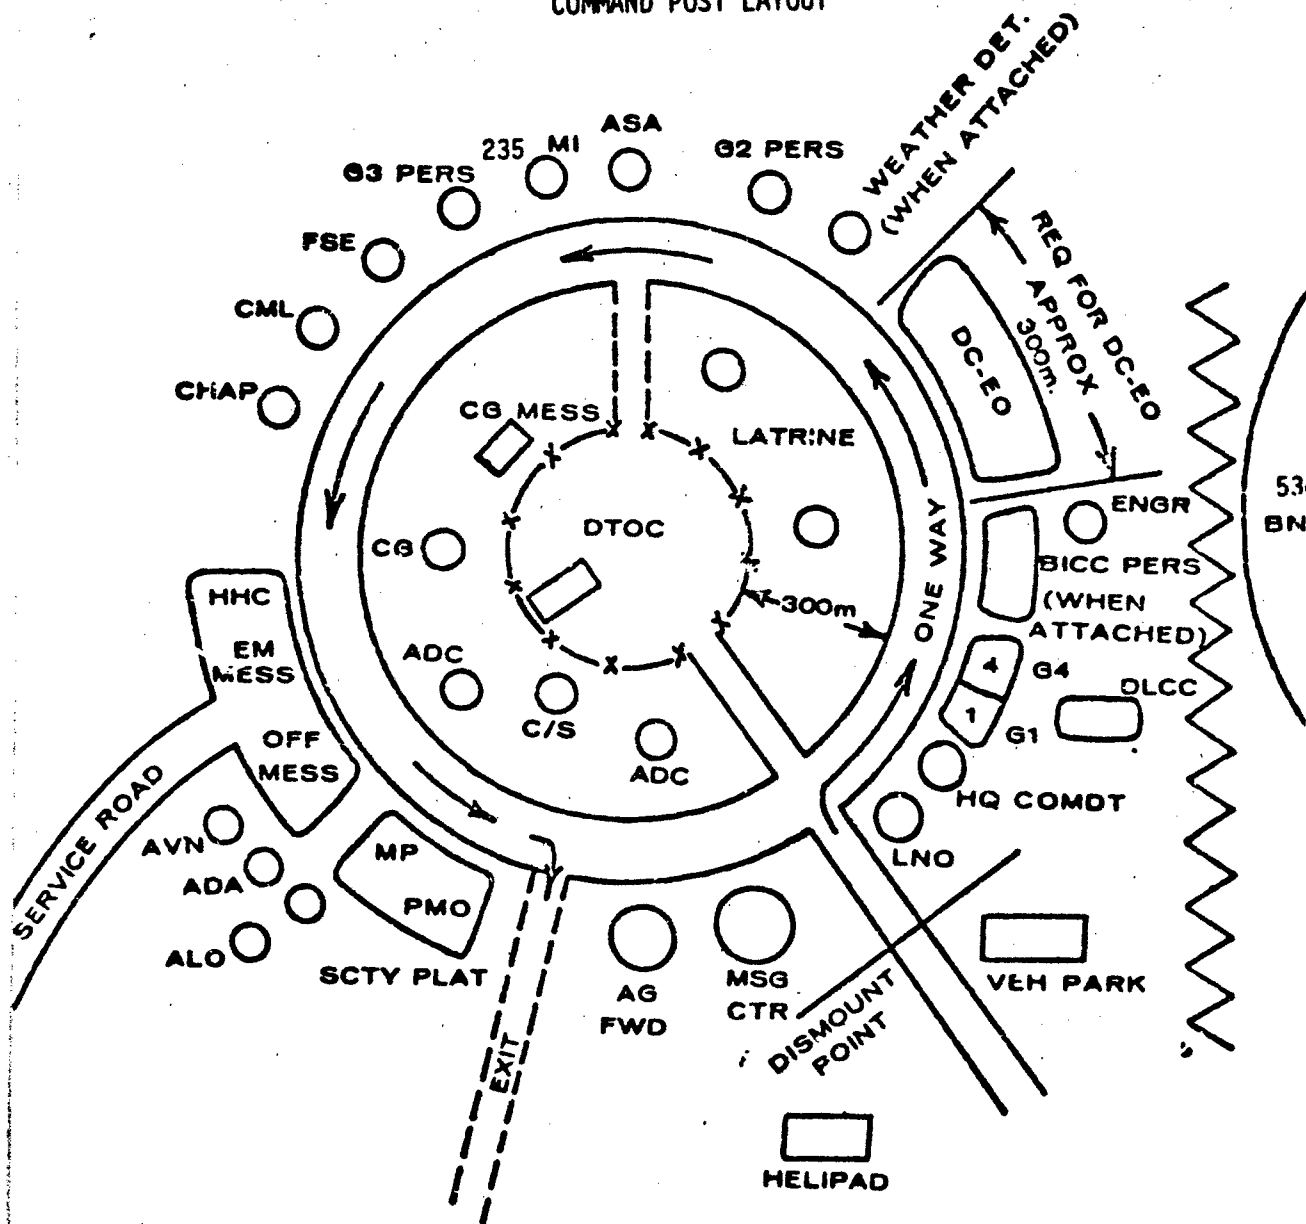 COMMAND POST LAYOUT
WEATHER DET.
(WHEN ATTACHED)
ASA
235 MI
G2 PERS
G3 PERS
FSE
CML
CHAP
REQ FOR DC-EO
APPROX
300m.
DC-EO
CG MESS
LATRINE
DTOC
CG
300m
ONE WAY
ENGR
BICC PERS
(WHEN
ATTACHED)
BN
HHC
EM
MESS
ADC
C/S
ADC
4
G4
DLCC
1
G1
OFF
MESS
HQ COMDT
LNO
SERVICE ROAD
AVN
ADA
ALO
MP
PMO
SCTY PLAT
EXIT
AG
FWD
MSG
CTR
DISMOUNT
POINT
VEH PARK
HELIPAD